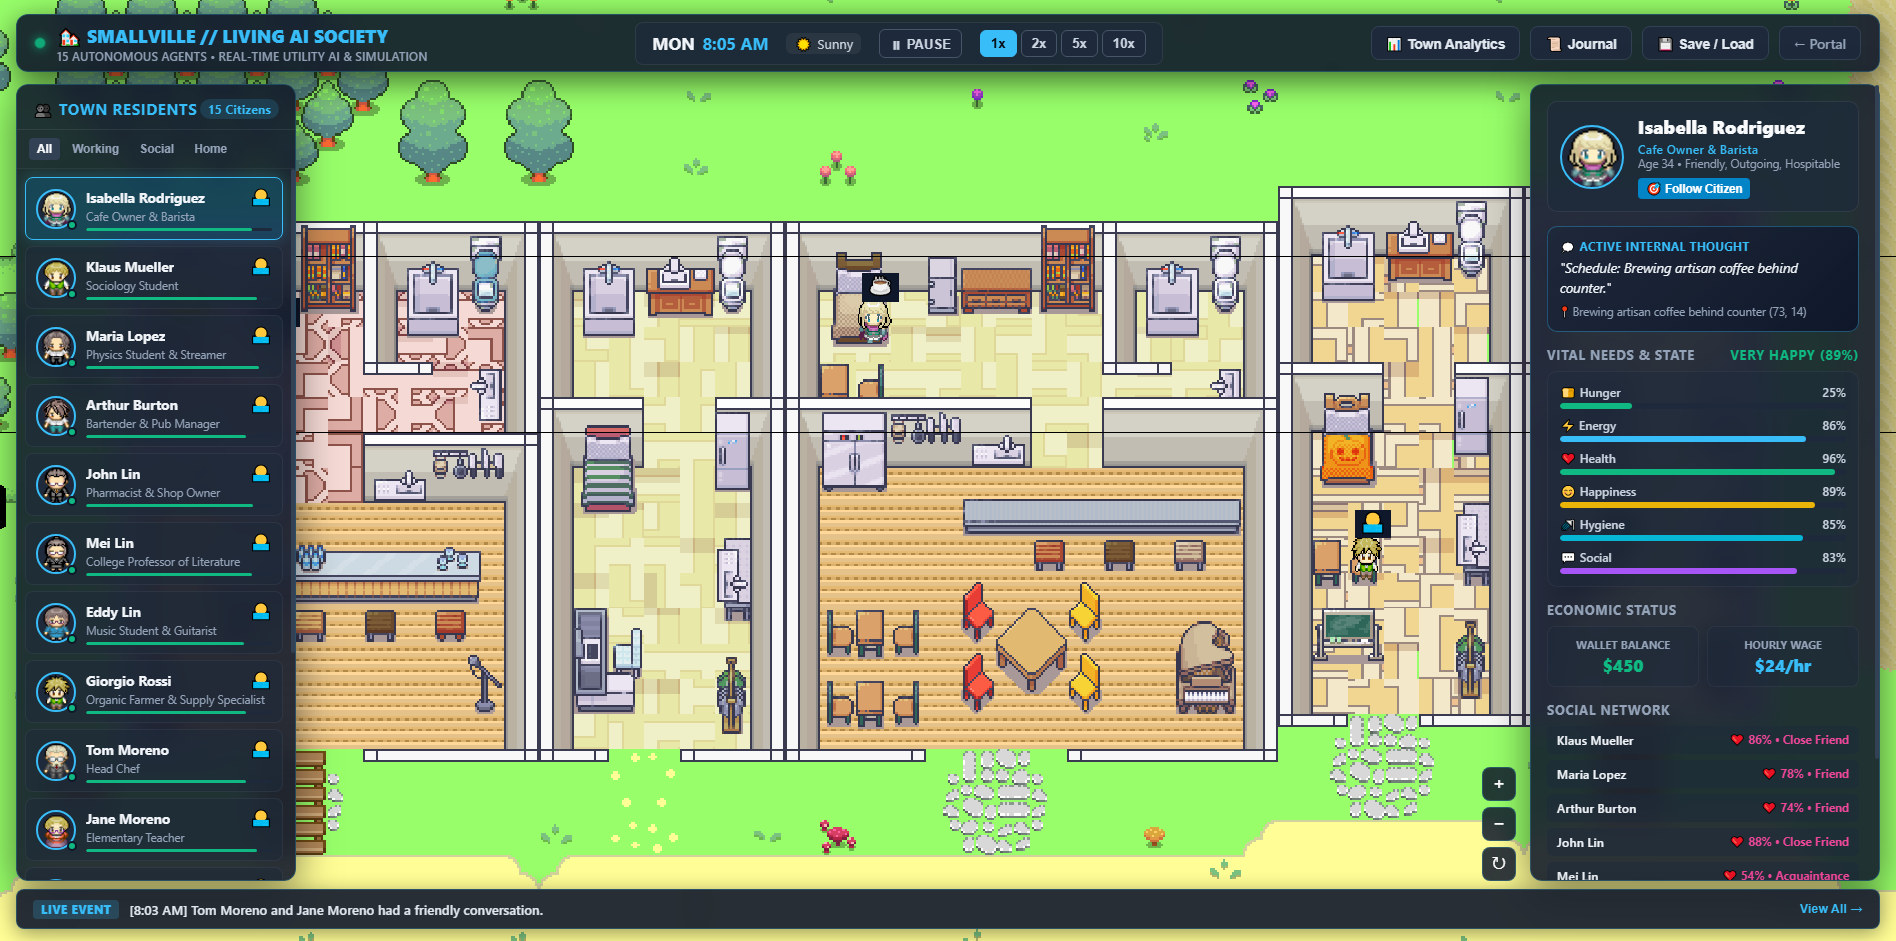 SMALLVILLE // LIVING AI SOCIETY
15 AUTONOMOUS AGENTS • REAL-TIME UTILITY AI & SIMULATION
MON 8:05 AM
Sunny
PAUSE
1x
2x
5x
10x
Town Analytics
Journal
Save / Load
← Portal
TOWN RESIDENTS
15 Citizens
All
Working
Social
Home
Isabella Rodriguez
Cafe Owner & Barista
Klaus Mueller
Sociology Student
Maria Lopez
Physics Student & Streamer
Arthur Burton
Bartender & Pub Manager
John Lin
Pharmacist & Shop Owner
Mei Lin
College Professor of Literature
Eddy Lin
Music Student & Guitarist
Giorgio Rossi
Organic Farmer & Supply Specialist
Tom Moreno
Head Chef
Jane Moreno
Elementary Teacher
Isabella Rodriguez
Cafe Owner & Barista
Age 34 • Friendly, Outgoing, Hospitable
Follow Citizen
ACTIVE INTERNAL THOUGHT
"Schedule: Brewing artisan coffee behind
counter."
Brewing artisan coffee behind counter (73, 14)
VITAL NEEDS & STATE
VERY HAPPY (89%)
Hunger 25%
Energy 86%
Health 96%
Happiness 89%
Hygiene 85%
Social 83%
ECONOMIC STATUS
WALLET BALANCE
$450
HOURLY WAGE
$24/hr
SOCIAL NETWORK
Klaus Mueller 86% • Close Friend
Maria Lopez 78% • Friend
Arthur Burton 74% • Friend
John Lin 88% • Close Friend
Mei Lin 54% • Acquaintance
+
−
↻
LIVE EVENT
[8:03 AM] Tom Moreno and Jane Moreno had a friendly conversation.
View All →